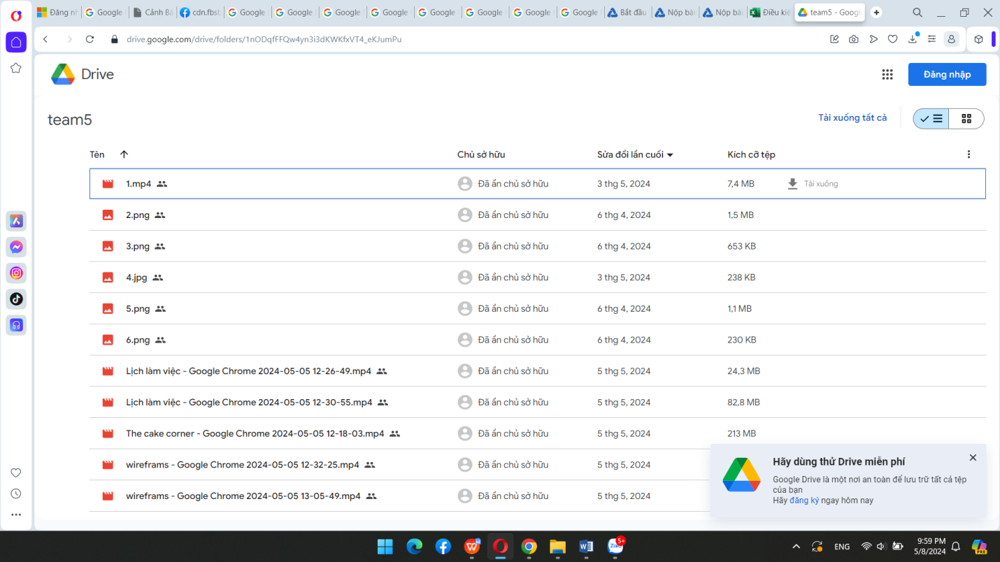 Đăng n
Google
Cảnh Bá
cdn.fbs
Google
Google
Google
Google
Google
Google
Google
Google
Bắt đầu
Nộp bài
Nộp bài
Điều kiệ
team5 - Googl
drive.google.com/drive/folders/1nODqfFFQw4yn3i3dKWKfxVT4_eKJumPu
Drive
Đăng nhập
team5
Tải xuống tất cả
Tên Chủ sở hữu Sửa đổi lần cuối Kích cỡ tệp
1.mp4 Đã ẩn chủ sở hữu 3 thg 5, 2024 7,4 MB Tải xuống
2.png Đã ẩn chủ sở hữu 6 thg 4, 2024 1,5 MB
3.png Đã ẩn chủ sở hữu 6 thg 4, 2024 653 KB
4.jpg Đã ẩn chủ sở hữu 3 thg 5, 2024 238 KB
5.png Đã ẩn chủ sở hữu 6 thg 4, 2024 1,1 MB
6.png Đã ẩn chủ sở hữu 6 thg 4, 2024 230 KB
Lịch làm việc - Google Chrome 2024-05-05 12-26-49.mp4 Đã ẩn chủ sở hữu 5 thg 5, 2024 24,3 MB
Lịch làm việc - Google Chrome 2024-05-05 12-30-55.mp4 Đã ẩn chủ sở hữu 5 thg 5, 2024 82,8 MB
The cake corner - Google Chrome 2024-05-05 12-18-03.mp4 Đã ẩn chủ sở hữu 5 thg 5, 2024 213 MB
wireframs - Google Chrome 2024-05-05 12-32-25.mp4 Đã ẩn chủ sở hữu 5 thg 5, 2024
wireframs - Google Chrome 2024-05-05 13-05-49.mp4 Đã ẩn chủ sở hữu 5 thg 5, 2024
Hãy dùng thử Drive miễn phí
Google Drive là một nơi an toàn để lưu trữ tất cả tệp
của bạn
Hãy đăng ký ngay hôm nay
5+
Zalo
ENG
9:59 PM
5/8/2024
PRE